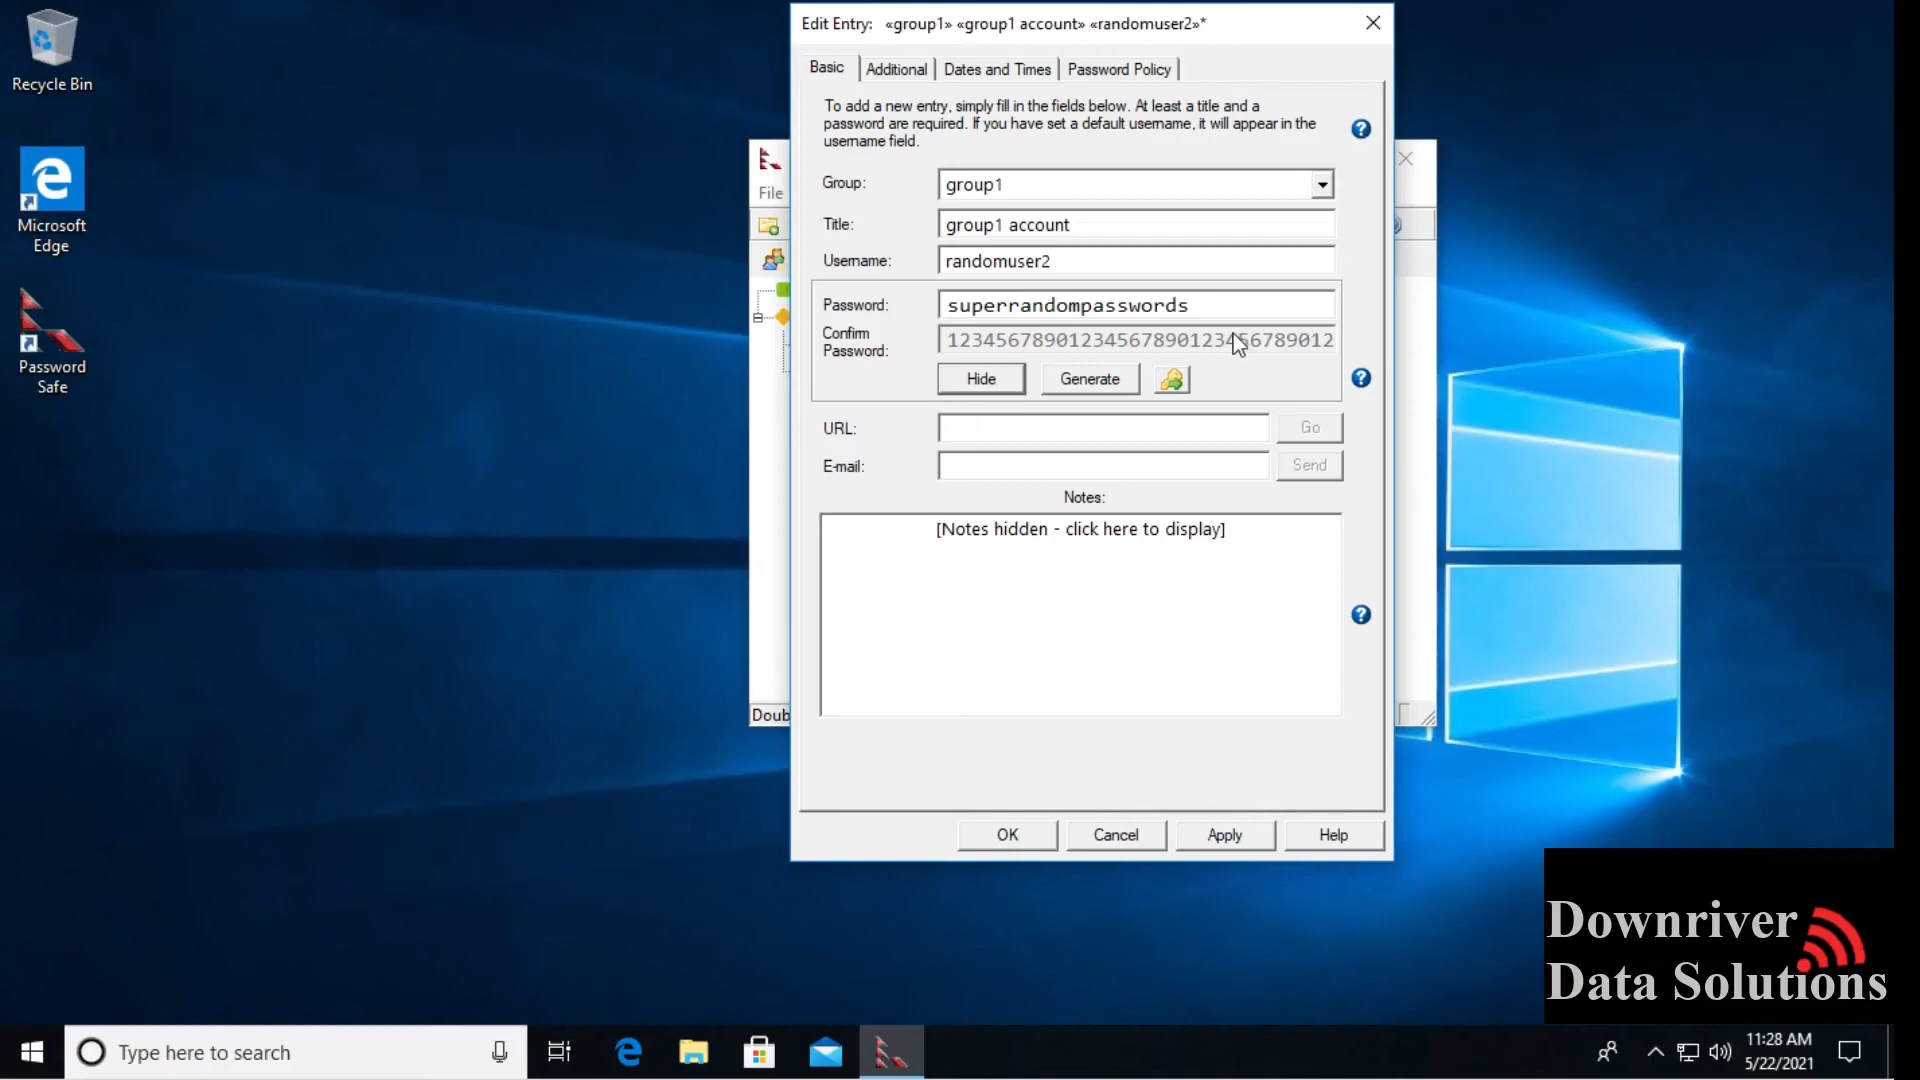 Recycle Bin
Microsoft
Edge
Password
Safe
Edit Entry: «group1» «group1 account» «randomuser2»*
Basic
Additional
Dates and Times
Password Policy
To add a new entry, simply fill in the fields below. At least a title and a
password are required. If you have set a default username, it will appear in the
username field.
Group:
group1
Title:
group1 account
Username:
randomuser2
Password:
superrandompasswords
Confirm
Password:
12345678901234567890123456789012
Hide
Generate
URL:
Go
E-mail:
Send
Notes:
[Notes hidden - click here to display]
OK
Cancel
Apply
Help
File
Doub
Downriver
Data Solutions
Type here to search
11:28 AM
5/22/2021